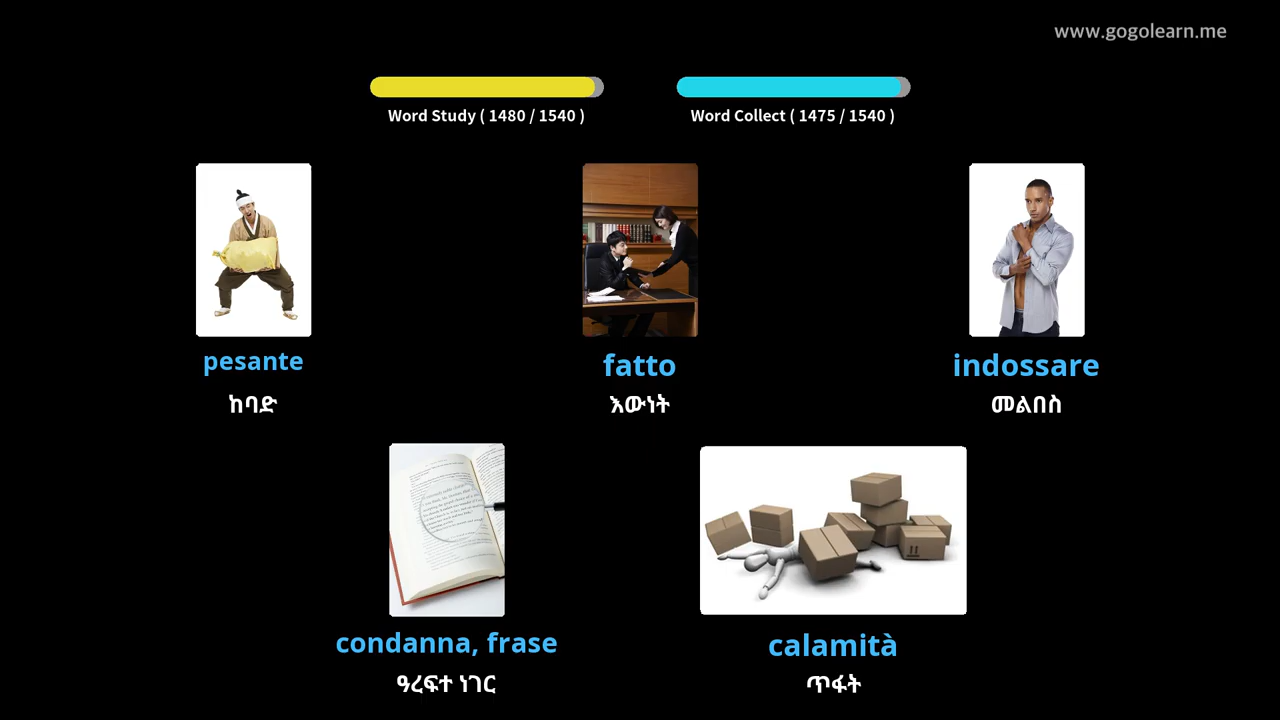 www.gogolearn.me
Word Study ( 1480 / 1540 )
Word Collect ( 1475 / 1540 )
pesante
ከባድ
fatto
እውነት
indossare
መልበስ
condanna, frase
ዓረፍተ ነገር
calamità
ጥፋት